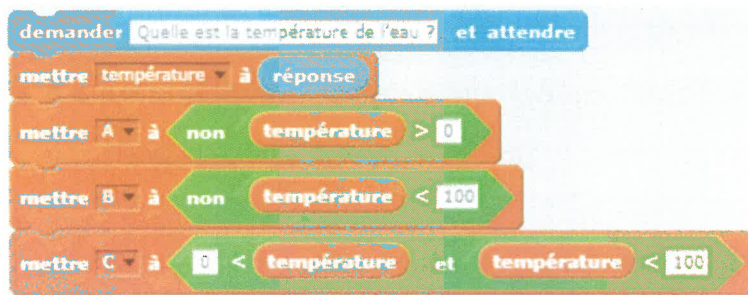 demander Quelle est la température de l'eau ? et attendre
mettre température à réponse
mettre A à non température > 0
mettre B à non température < 100
mettre C à 0 < température et température < 100